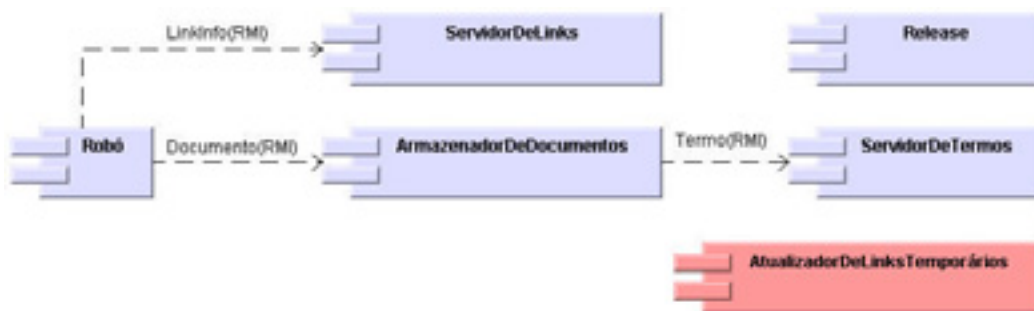 LinkInfo(RMI)
ServidorDeLinks
Release
Robô
Documento(RMI)
ArmazenadorDeDocumentos
Termo(RMI)
ServidorDeTermos
AtualizadorDeLinksTemporários